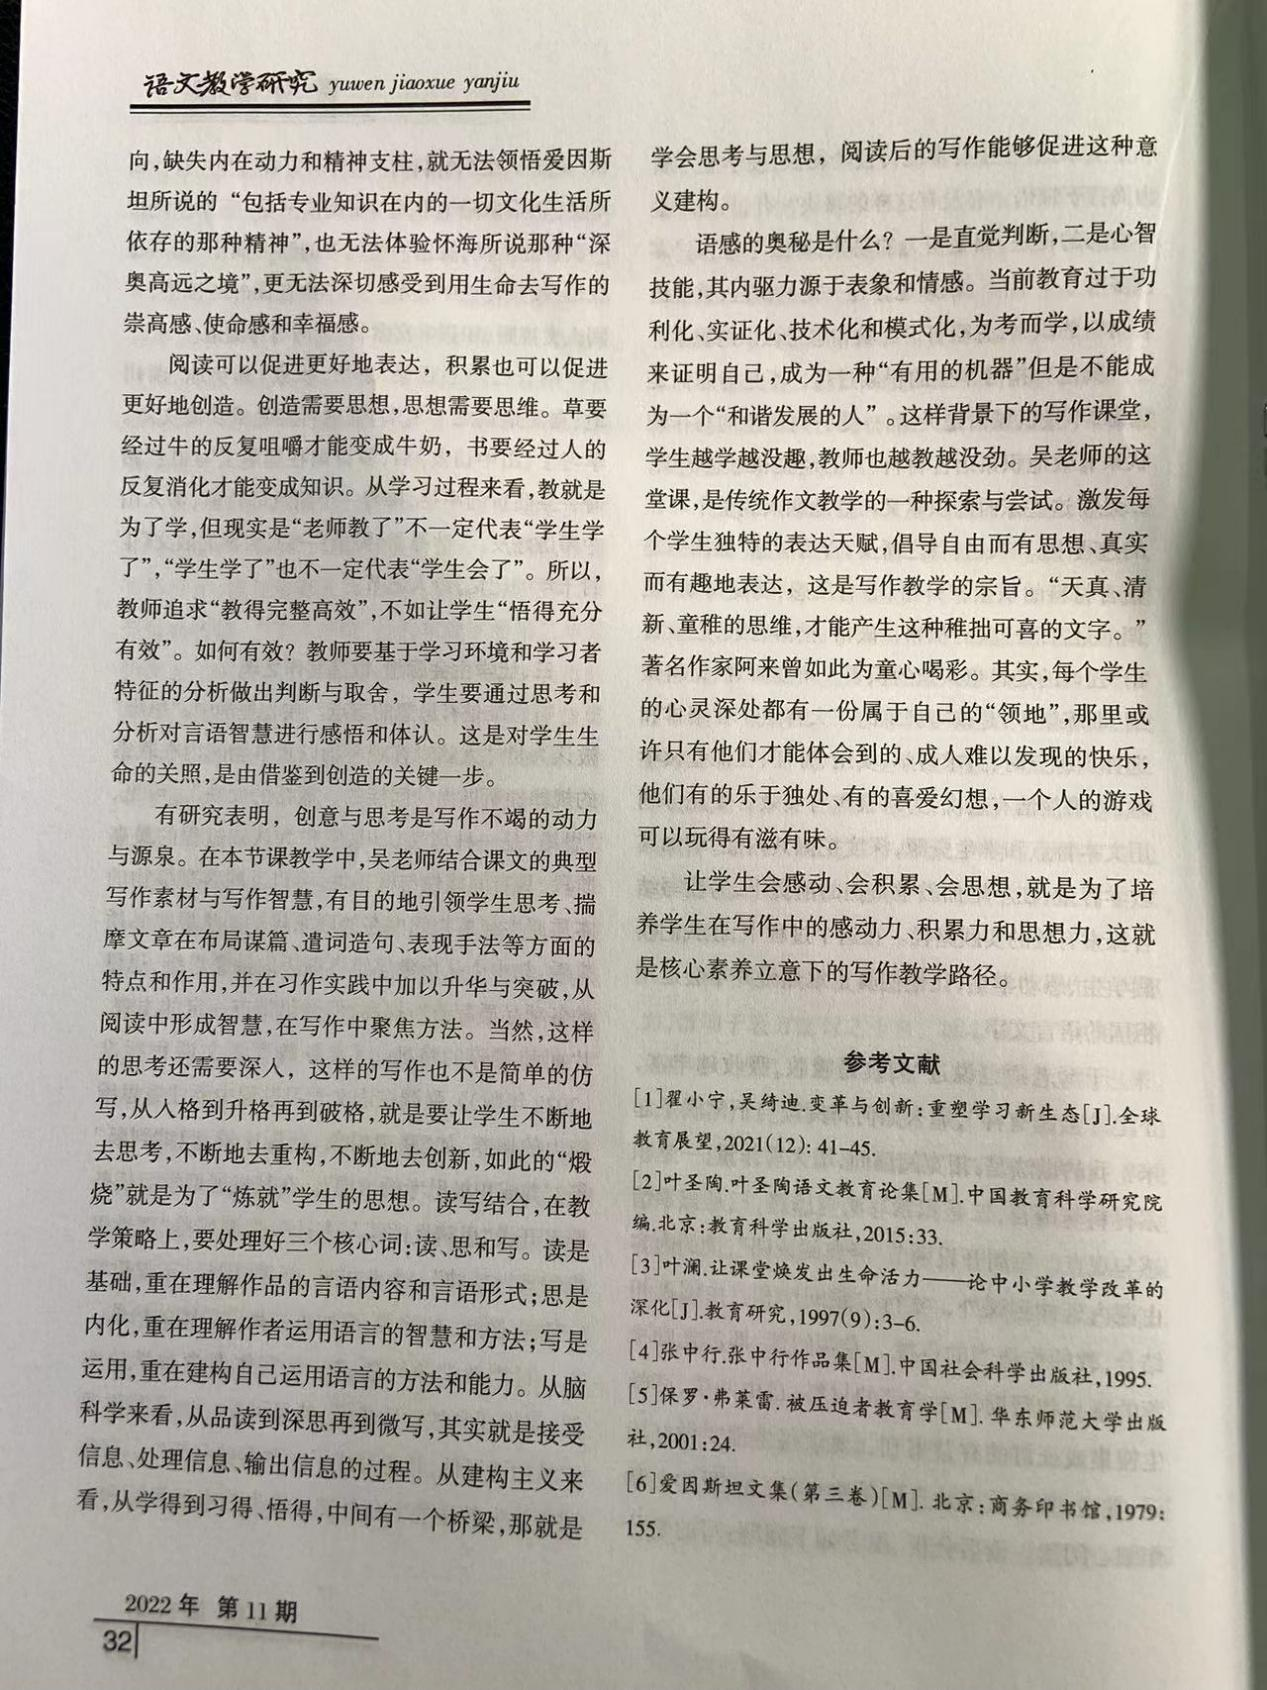 语文教学研究 yuwen jiaoxue yanjiu
向,缺失内在动力和精神支柱,就无法领悟爱因斯
坦所说的“包括专业知识在内的一切文化生活所
依存的那种精神”,也无法体验怀海所说那种“深
奥高远之境”,更无法深切感受到用生命去写作的
崇高感、使命感和幸福感。
阅读可以促进更好地表达，积累也可以促进
更好地创造。创造需要思想,思想需要思维。草要
经过牛的反复咀嚼才能变成牛奶，书要经过人的
反复消化才能变成知识。从学习过程来看,教就是
为了学,但现实是“老师教了”不一定代表“学生学
了”,“学生学了”也不一定代表“学生会了”。所以,
教师追求“教得完整高效”,不如让学生“悟得充分
有效”。如何有效？教师要基于学习环境和学习者
特征的分析做出判断与取舍，学生要通过思考和
分析对言语智慧进行感悟和体认。这是对学生生
命的关照,是由借鉴到创造的关键一步。
有研究表明，创意与思考是写作不竭的动力
与源泉。在本节课教学中,吴老师结合课文的典型
写作素材与写作智慧,有目的地引领学生思考、揣
摩文章在布局谋篇、遣词造句、表现手法等方面的
特点和作用,并在习作实践中加以升华与突破,从
阅读中形成智慧,在写作中聚焦方法。当然,这样
的思考还需要深人，这样的写作也不是简单的仿
写,从人格到升格再到破格,就是要让学生不断地
去思考,不断地去重构,不断地去创新,如此的“煅
烧”就是为了“炼就”学生的思想。读写结合,在教
学策略上,要处理好三个核心词:读、思和写。读是
基础,重在理解作品的言语内容和言语形式;思是
内化,重在理解作者运用语言的智慧和方法;写是
运用,重在建构自己运用语言的方法和能力。从脑
科学来看,从品读到深思再到微写,其实就是接受
信息、处理信息、输出信息的过程。从建构主义来
看,从学得到习得、悟得,中间有一个桥梁,那就是
学会思考与思想，阅读后的写作能够促进这种意
义建构。
语感的奥秘是什么？一是直觉判断,二是心智
技能,其内驱力源于表象和情感。当前教育过于功
利化、实证化、技术化和模式化,为考而学,以成绩
来证明自己,成为一种“有用的机器”但是不能成
为一个“和谐发展的人”。这样背景下的写作课堂,
学生越学越没趣,教师也越教越没劲。吴老师的这
堂课,是传统作文教学的一种探索与尝试。激发每
个学生独特的表达天赋,倡导自由而有思想、真实
而有趣地表达，这是写作教学的宗旨。“天真、清
新、童稚的思维,才能产生这种稚拙可喜的文字。”
著名作家阿来曾如此为童心喝彩。其实,每个学生
的心灵深处都有一份属于自己的“领地”,那里或
许只有他们才能体会到的、成人难以发现的快乐,
他们有的乐于独处、有的喜爱幻想,一个人的游戏
可以玩得有滋有味。
让学生会感动、会积累、会思想,就是为了培
养学生在写作中的感动力、积累力和思想力,这就
是核心素养立意下的写作教学路径。
参考文献
[1]翟小宁,吴绮迪.变革与创新:重塑学习新生态[J].全球
教育展望,2021(12): 41-45.
[2]叶圣陶.叶圣陶语文教育论集[M].中国教育科学研究院
编.北京:教育科学出版社,2015:33.
[3]叶澜.让课堂焕发出生命活力——论中小学教学改革的
深化[J].教育研究,1997(9):3-6.
[4]张中行.张中行作品集[M].中国社会科学出版社,1995.
[5]保罗·弗莱雷. 被压迫者教育学[M]. 华东师范大学出版
社,2001:24.
[6]爱因斯坦文集(第三卷)[M]. 北京:商务印书馆,1979:
155.
2022年 第11期
32